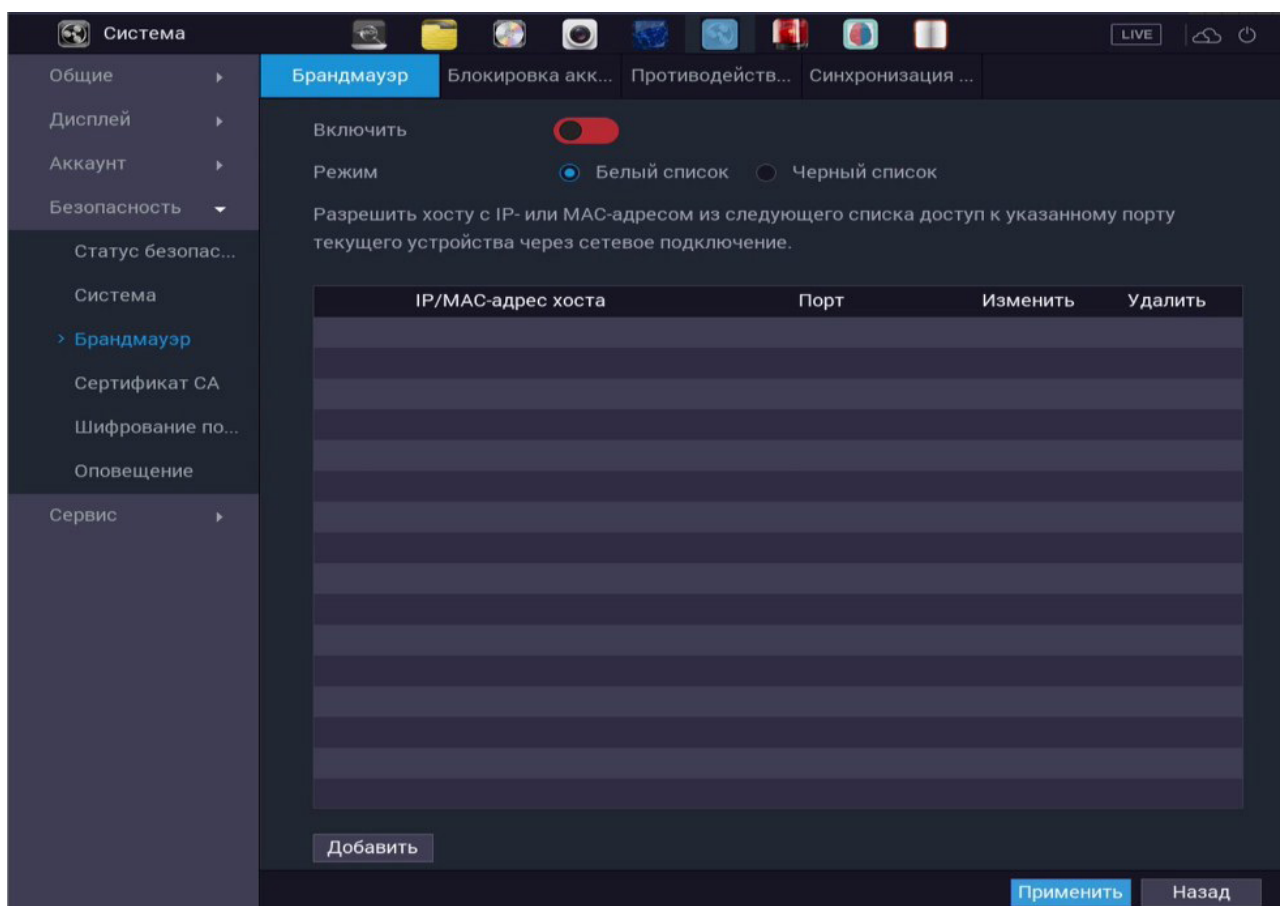 Система
LIVE
Общие
Дисплей
Аккаунт
Безопасность
Статус безопас...
Система
> Брандмауэр
Сертификат СА
Шифрование по...
Оповещение
Сервис
Брандмауэр Блокировка акк... Противодейств... Синхронизация ...
Включить
Режим Белый список Черный список
Разрешить хосту с IP- или MAC-адресом из следующего списка доступ к указанному порту
текущего устройства через сетевое подключение.
IP/MAC-адрес хоста Порт Изменить Удалить
Добавить
Применить Назад